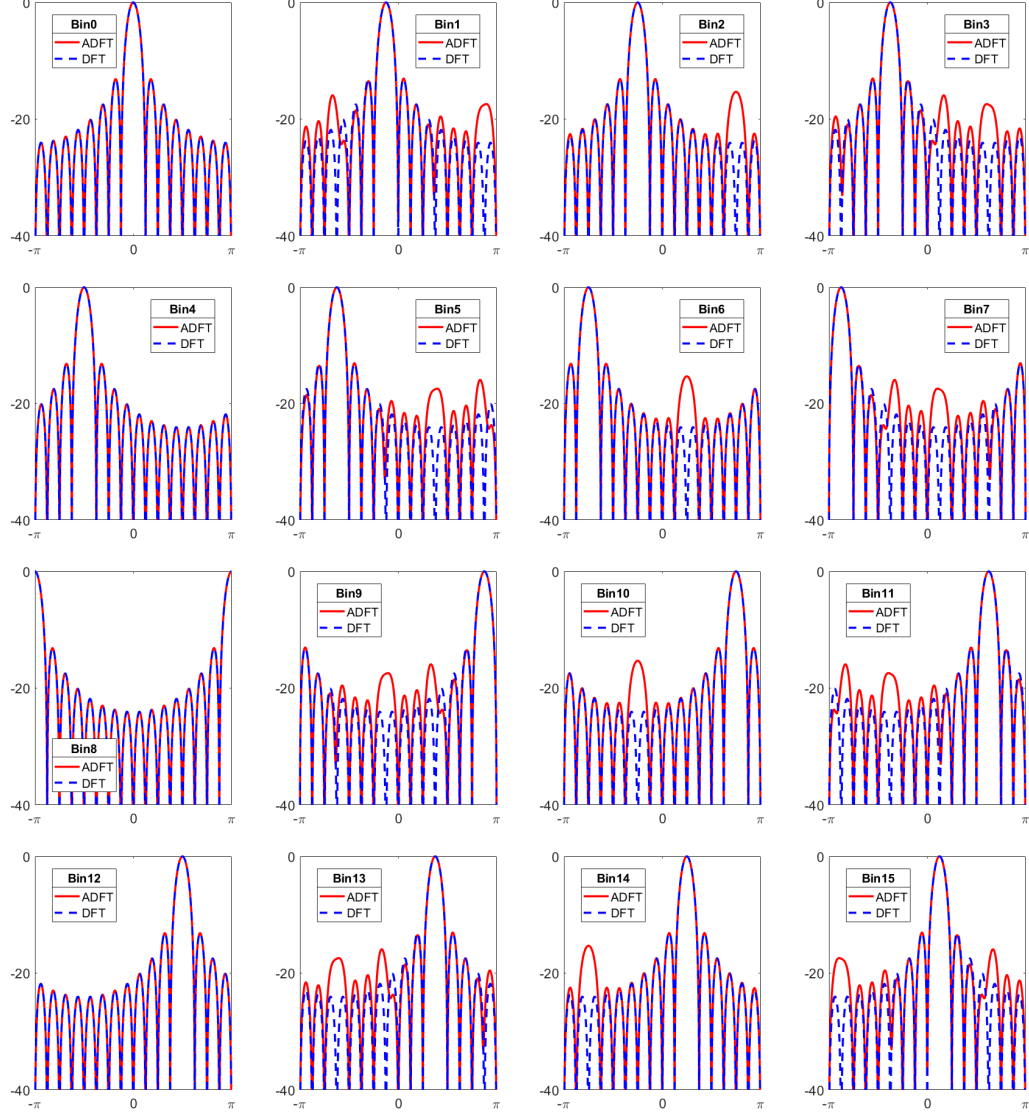 0
Bin0
ADFT
DFT
-20
-40
-π
0
π
0
Bin1
ADFT
DFT
-20
-40
-π
0
π
0
Bin2
ADFT
DFT
-20
-40
-π
0
π
0
Bin3
ADFT
DFT
-20
-40
-π
0
π
0
Bin4
ADFT
DFT
-20
-40
-π
0
π
0
Bin5
ADFT
DFT
-20
-40
-π
0
π
0
Bin6
ADFT
DFT
-20
-40
-π
0
π
0
Bin7
ADFT
DFT
-20
-40
-π
0
π
0
-20
Bin8
ADFT
DFT
-40
-π
0
π
0
Bin9
ADFT
DFT
-20
-40
-π
0
π
0
Bin10
ADFT
DFT
-20
-40
-π
0
π
0
Bin11
ADFT
DFT
-20
-40
-π
0
π
0
Bin12
ADFT
DFT
-20
-40
-π
0
π
0
Bin13
ADFT
DFT
-20
-40
-π
0
π
0
Bin14
ADFT
DFT
-20
-40
-π
0
π
0
Bin15
ADFT
DFT
-20
-40
-π
0
π